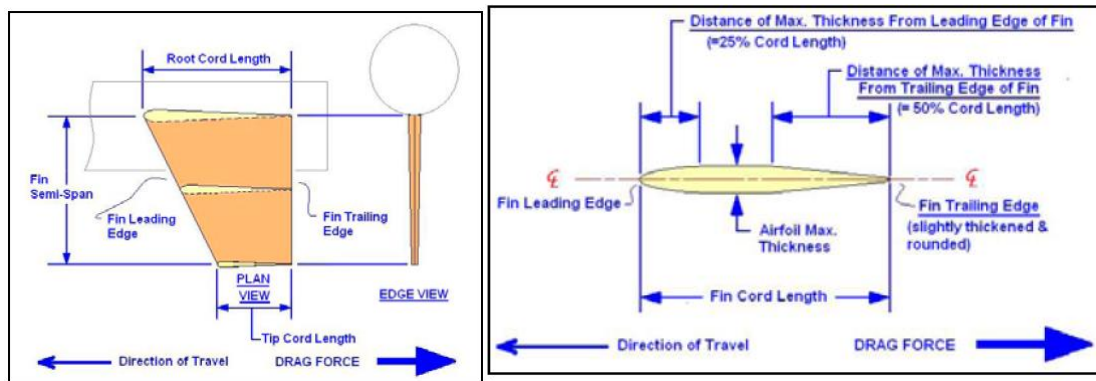 Root Cord Length
Fin
Semi-Span
Fin Leading
Edge
Fin Trailing
Edge
PLAN
VIEW
EDGE VIEW
Tip Cord Length
Direction of Travel
DRAG FORCE
Distance of Max. Thickness From Leading Edge of Fin
(=25% Cord Length)
Distance of Max. Thickness
From Trailing Edge of Fin
(= 50% Cord Length)
℄
℄
Fin Leading Edge
Fin Trailing Edge
(slightly thickened &
rounded)
Airfoil Max.
Thickness
Fin Cord Length
Direction of Travel
DRAG FORCE